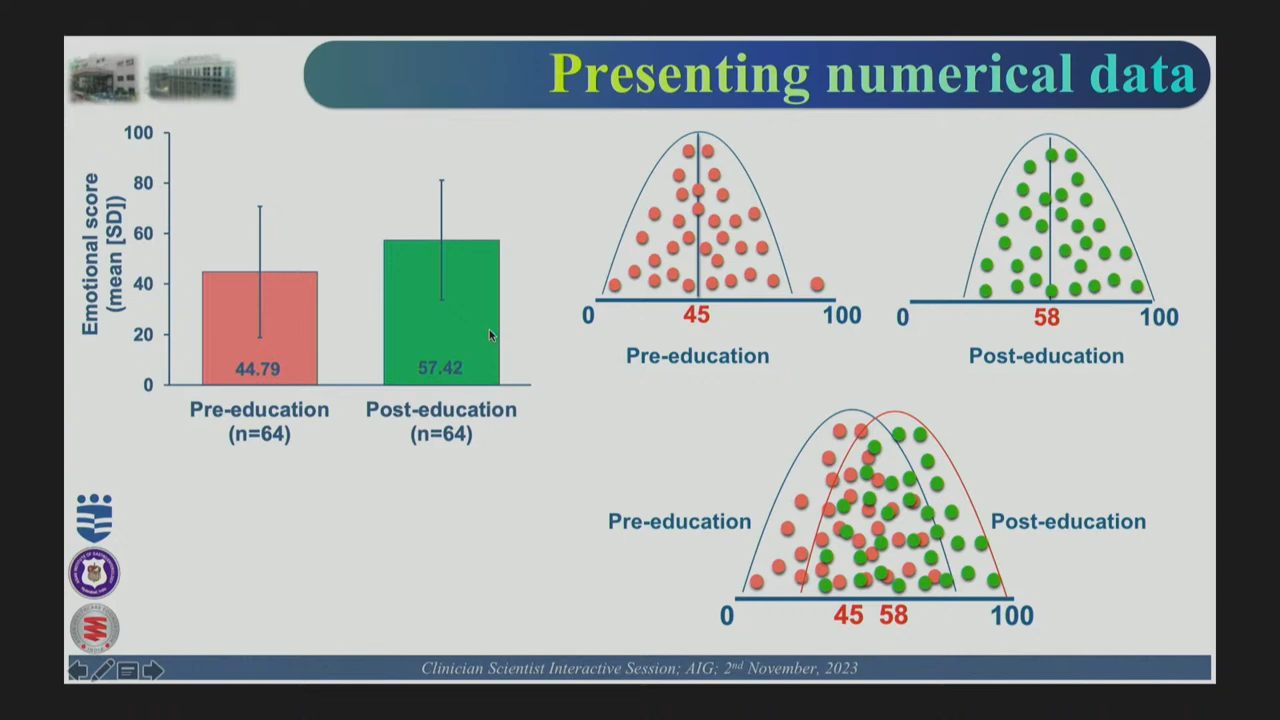 Presenting numerical data
100
80
60
40
20
0
Emotional score
(mean [SD])
44.79
57.42
Pre-education
(n=64)
Post-education
(n=64)
0
45
100
Pre-education
0
58
100
Post-education
Pre-education
Post-education
0
45
58
100
Clinician Scientist Interactive Session; AIG; 2nd November, 2023